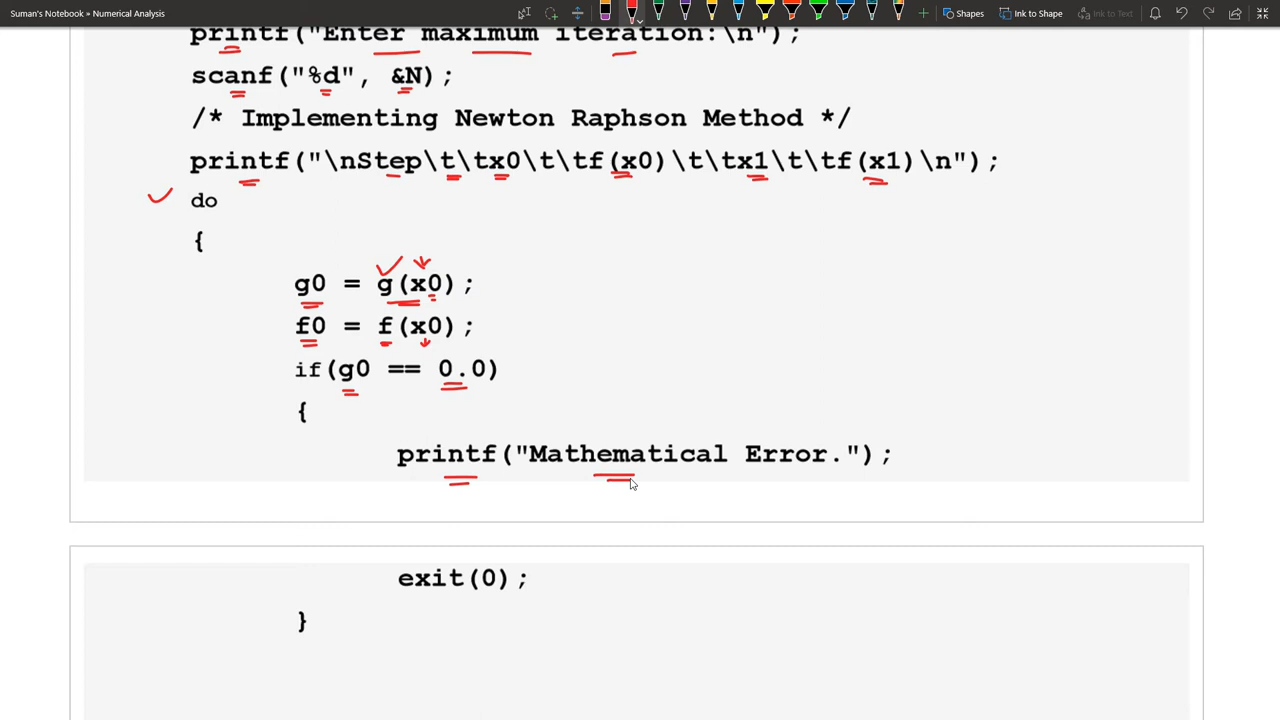 Suman's Notebook » Numerical Analysis
Shapes Ink to Shape Ink to Text
printf("Enter maximum iteration:\n");
scanf("%d", &N);
/* Implementing Newton Raphson Method */
printf("\nStep\t\tx0\t\tf(x0)\t\tx1\t\tf(x1)\n");
do
{
g0 = g(x0);
f0 = f(x0);
if(g0 == 0.0)
{
printf("Mathematical Error.");
exit(0);
}